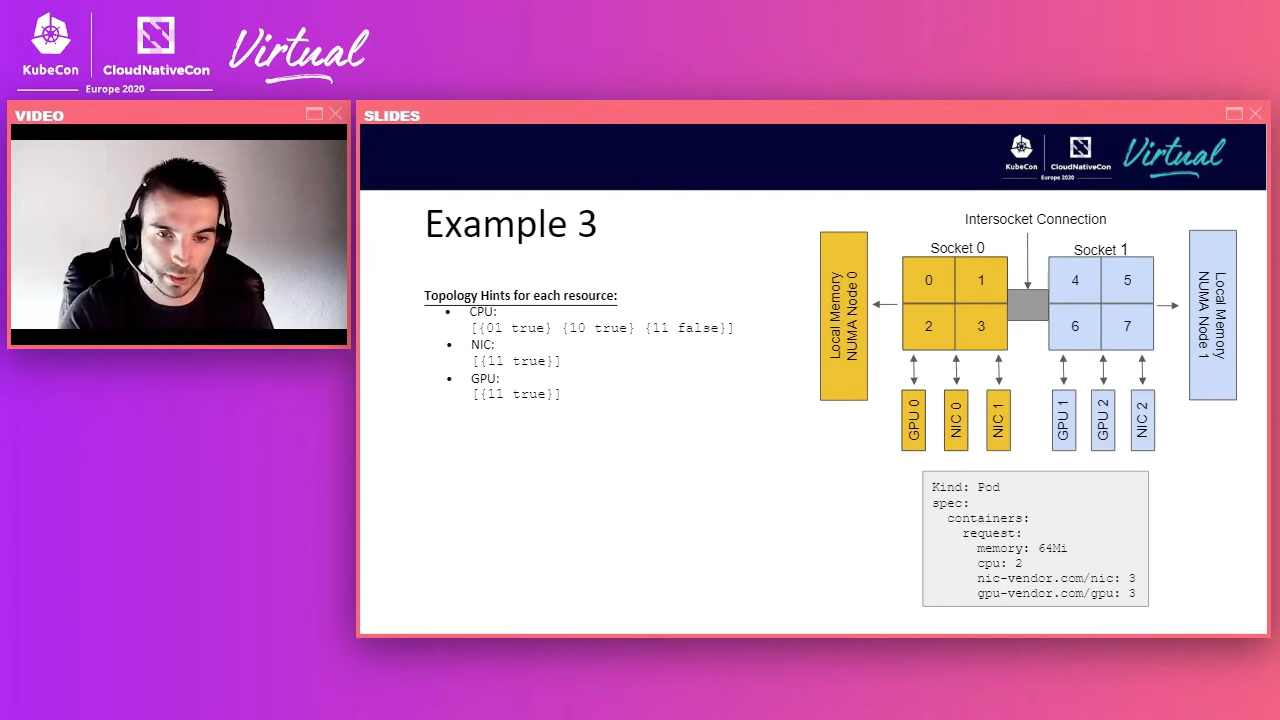 KubeCon
CloudNativeCon
Europe 2020
Virtual
VIDEO
SLIDES
KubeCon
CloudNativeCon
Europe 2020
Virtual
Example 3
Topology Hints for each resource:
• CPU:
[{01 true} {10 true} {11 false}]
• NIC:
[{11 true}]
• GPU:
[{11 true}]
Intersocket Connection
Socket 0
Socket 1
Local Memory
NUMA Node 0
0 1
2 3
4 5
6 7
Local Memory
NUMA Node 1
GPU 0
NIC 0
NIC 1
GPU 1
GPU 2
NIC 2
Kind: Pod
spec:
containers:
request:
memory: 64Mi
cpu: 2
nic-vendor.com/nic: 3
gpu-vendor.com/gpu: 3